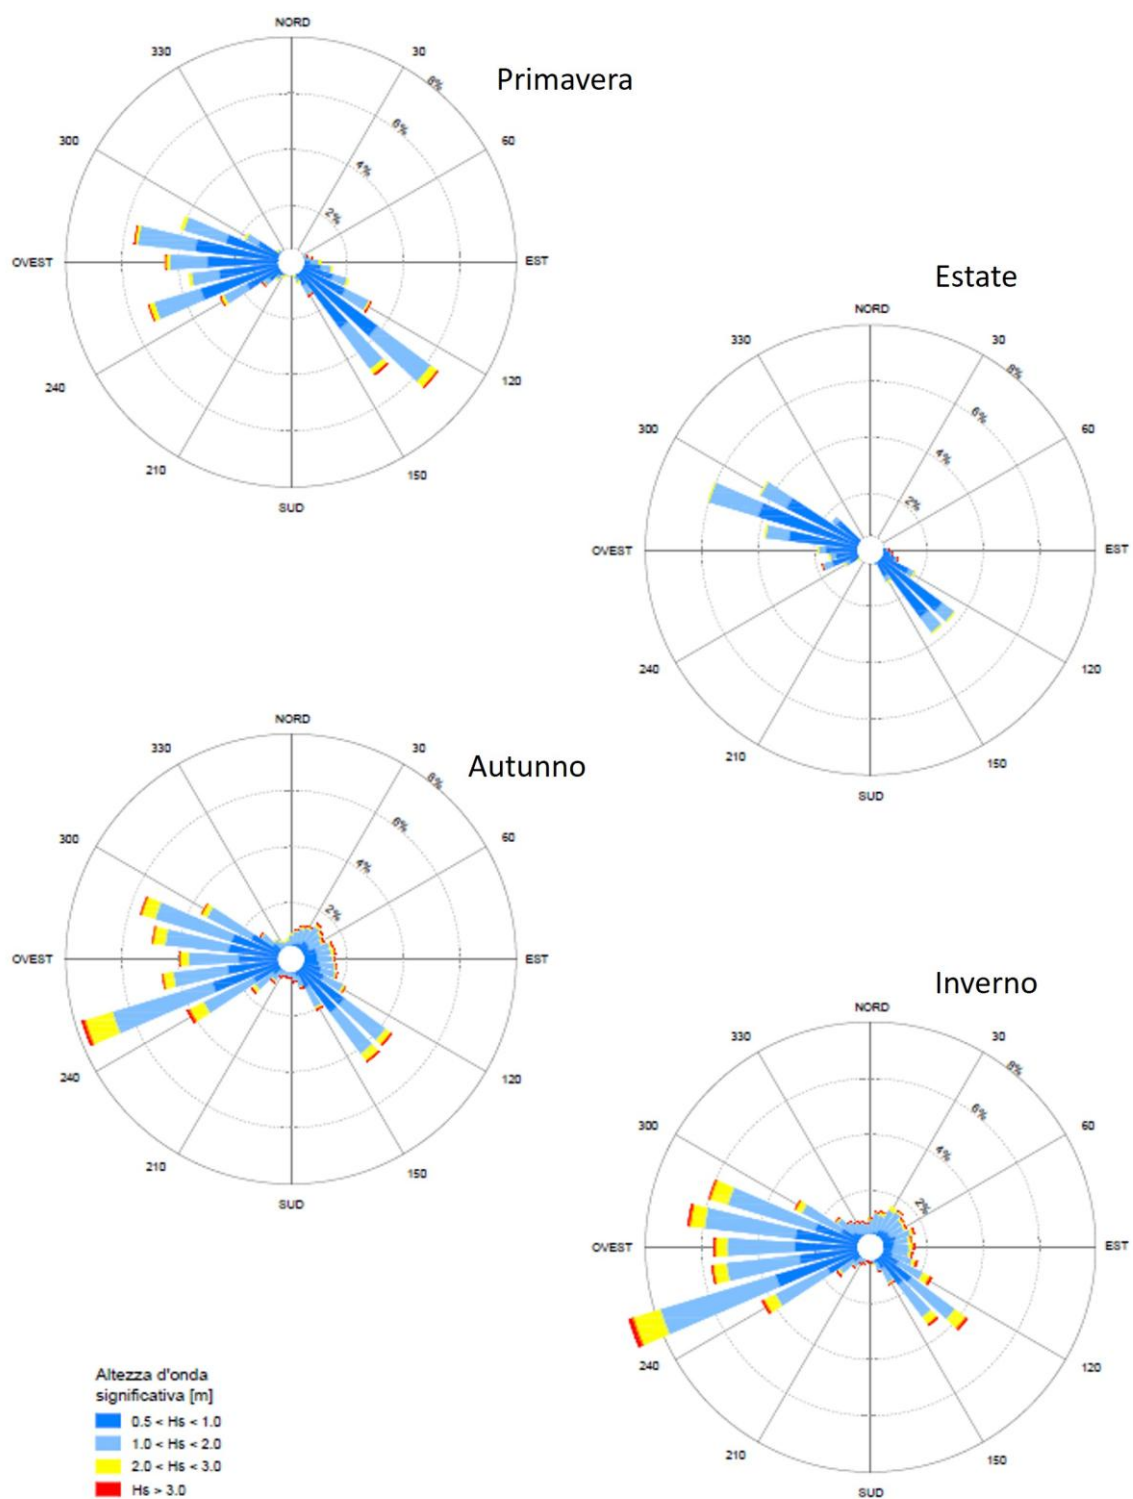 NORD
330
30
8%
Primavera
6%
300
60
4%
2%
OVEST
EST
240
120
210
150
SUD
Estate
NORD
330
30
8%
6%
300
60
4%
2%
OVEST
EST
240
120
210
150
SUD
NORD
330
30
Autunno
8%
6%
300
60
4%
2%
OVEST
EST
240
120
210
150
SUD
Inverno
NORD
330
30
8%
6%
300
60
4%
2%
OVEST
EST
240
120
210
150
SUD
Altezza d'onda
significativa [m]
0.5 < Hs < 1.0
1.0 < Hs < 2.0
2.0 < Hs < 3.0
Hs > 3.0